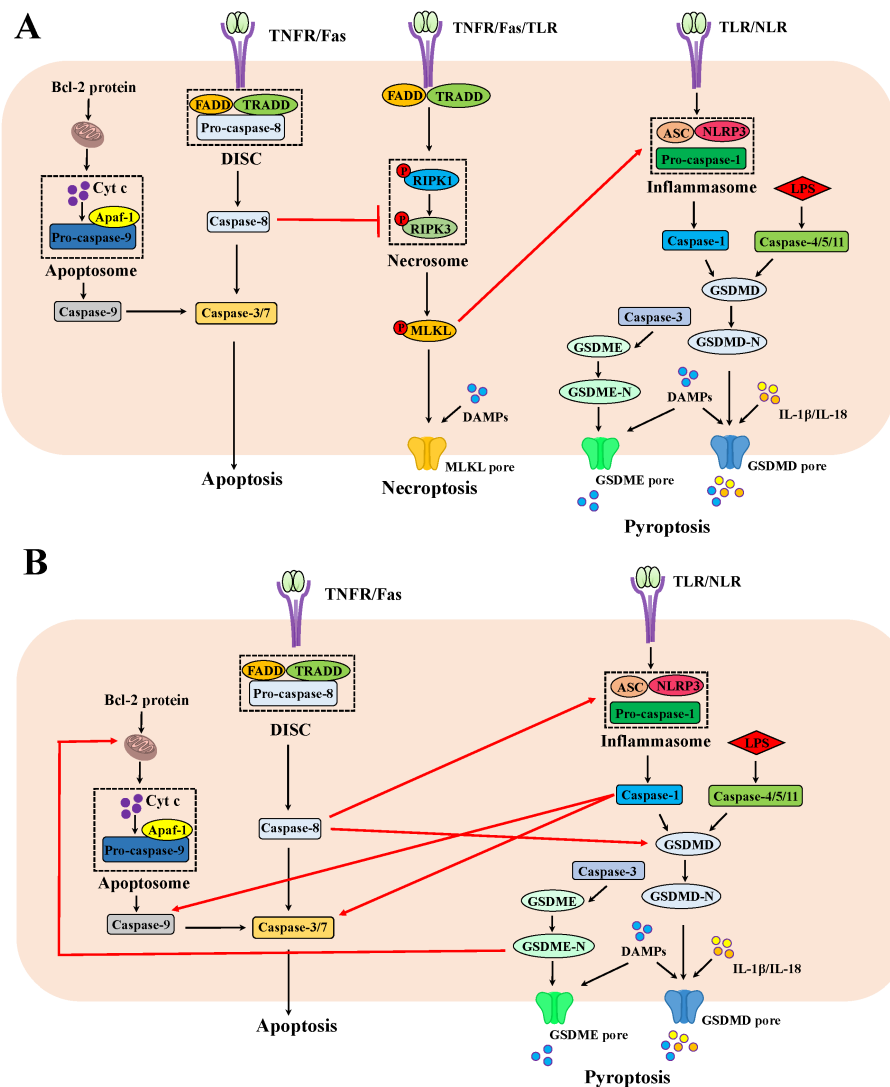 A
TNFR/Fas
TNFR/Fas/TLR
TLR/NLR
Bcl-2 protein
FADD
TRADD
Pro-caspase-8
DISC
FADD
TRADD
ASC
NLRP3
Pro-caspase-1
Inflammasome
LPS
Cyt c
Apaf-1
Pro-caspase-9
Apoptosome
P
RIPK1
P
RIPK3
Necrosome
Caspase-8
Caspase-1
Caspase-4/5/11
Caspase-9
Caspase-3/7
P
MLKL
GSDMD
Caspase-3
GSDME
GSDMD-N
GSDME-N
DAMPs
DAMPs
IL-1β/IL-18
MLKL pore
GSDME pore
GSDMD pore
Apoptosis
Necroptosis
Pyroptosis
B
TNFR/Fas
TLR/NLR
FADD
TRADD
Pro-caspase-8
DISC
ASC
NLRP3
Pro-caspase-1
Inflammasome
LPS
Bcl-2 protein
Cyt c
Apaf-1
Pro-caspase-9
Apoptosome
Caspase-8
Caspase-1
Caspase-4/5/11
GSDMD
Caspase-3
GSDME
GSDMD-N
Caspase-9
Caspase-3/7
GSDME-N
DAMPs
IL-1β/IL-18
Apoptosis
GSDME pore
GSDMD pore
Pyroptosis